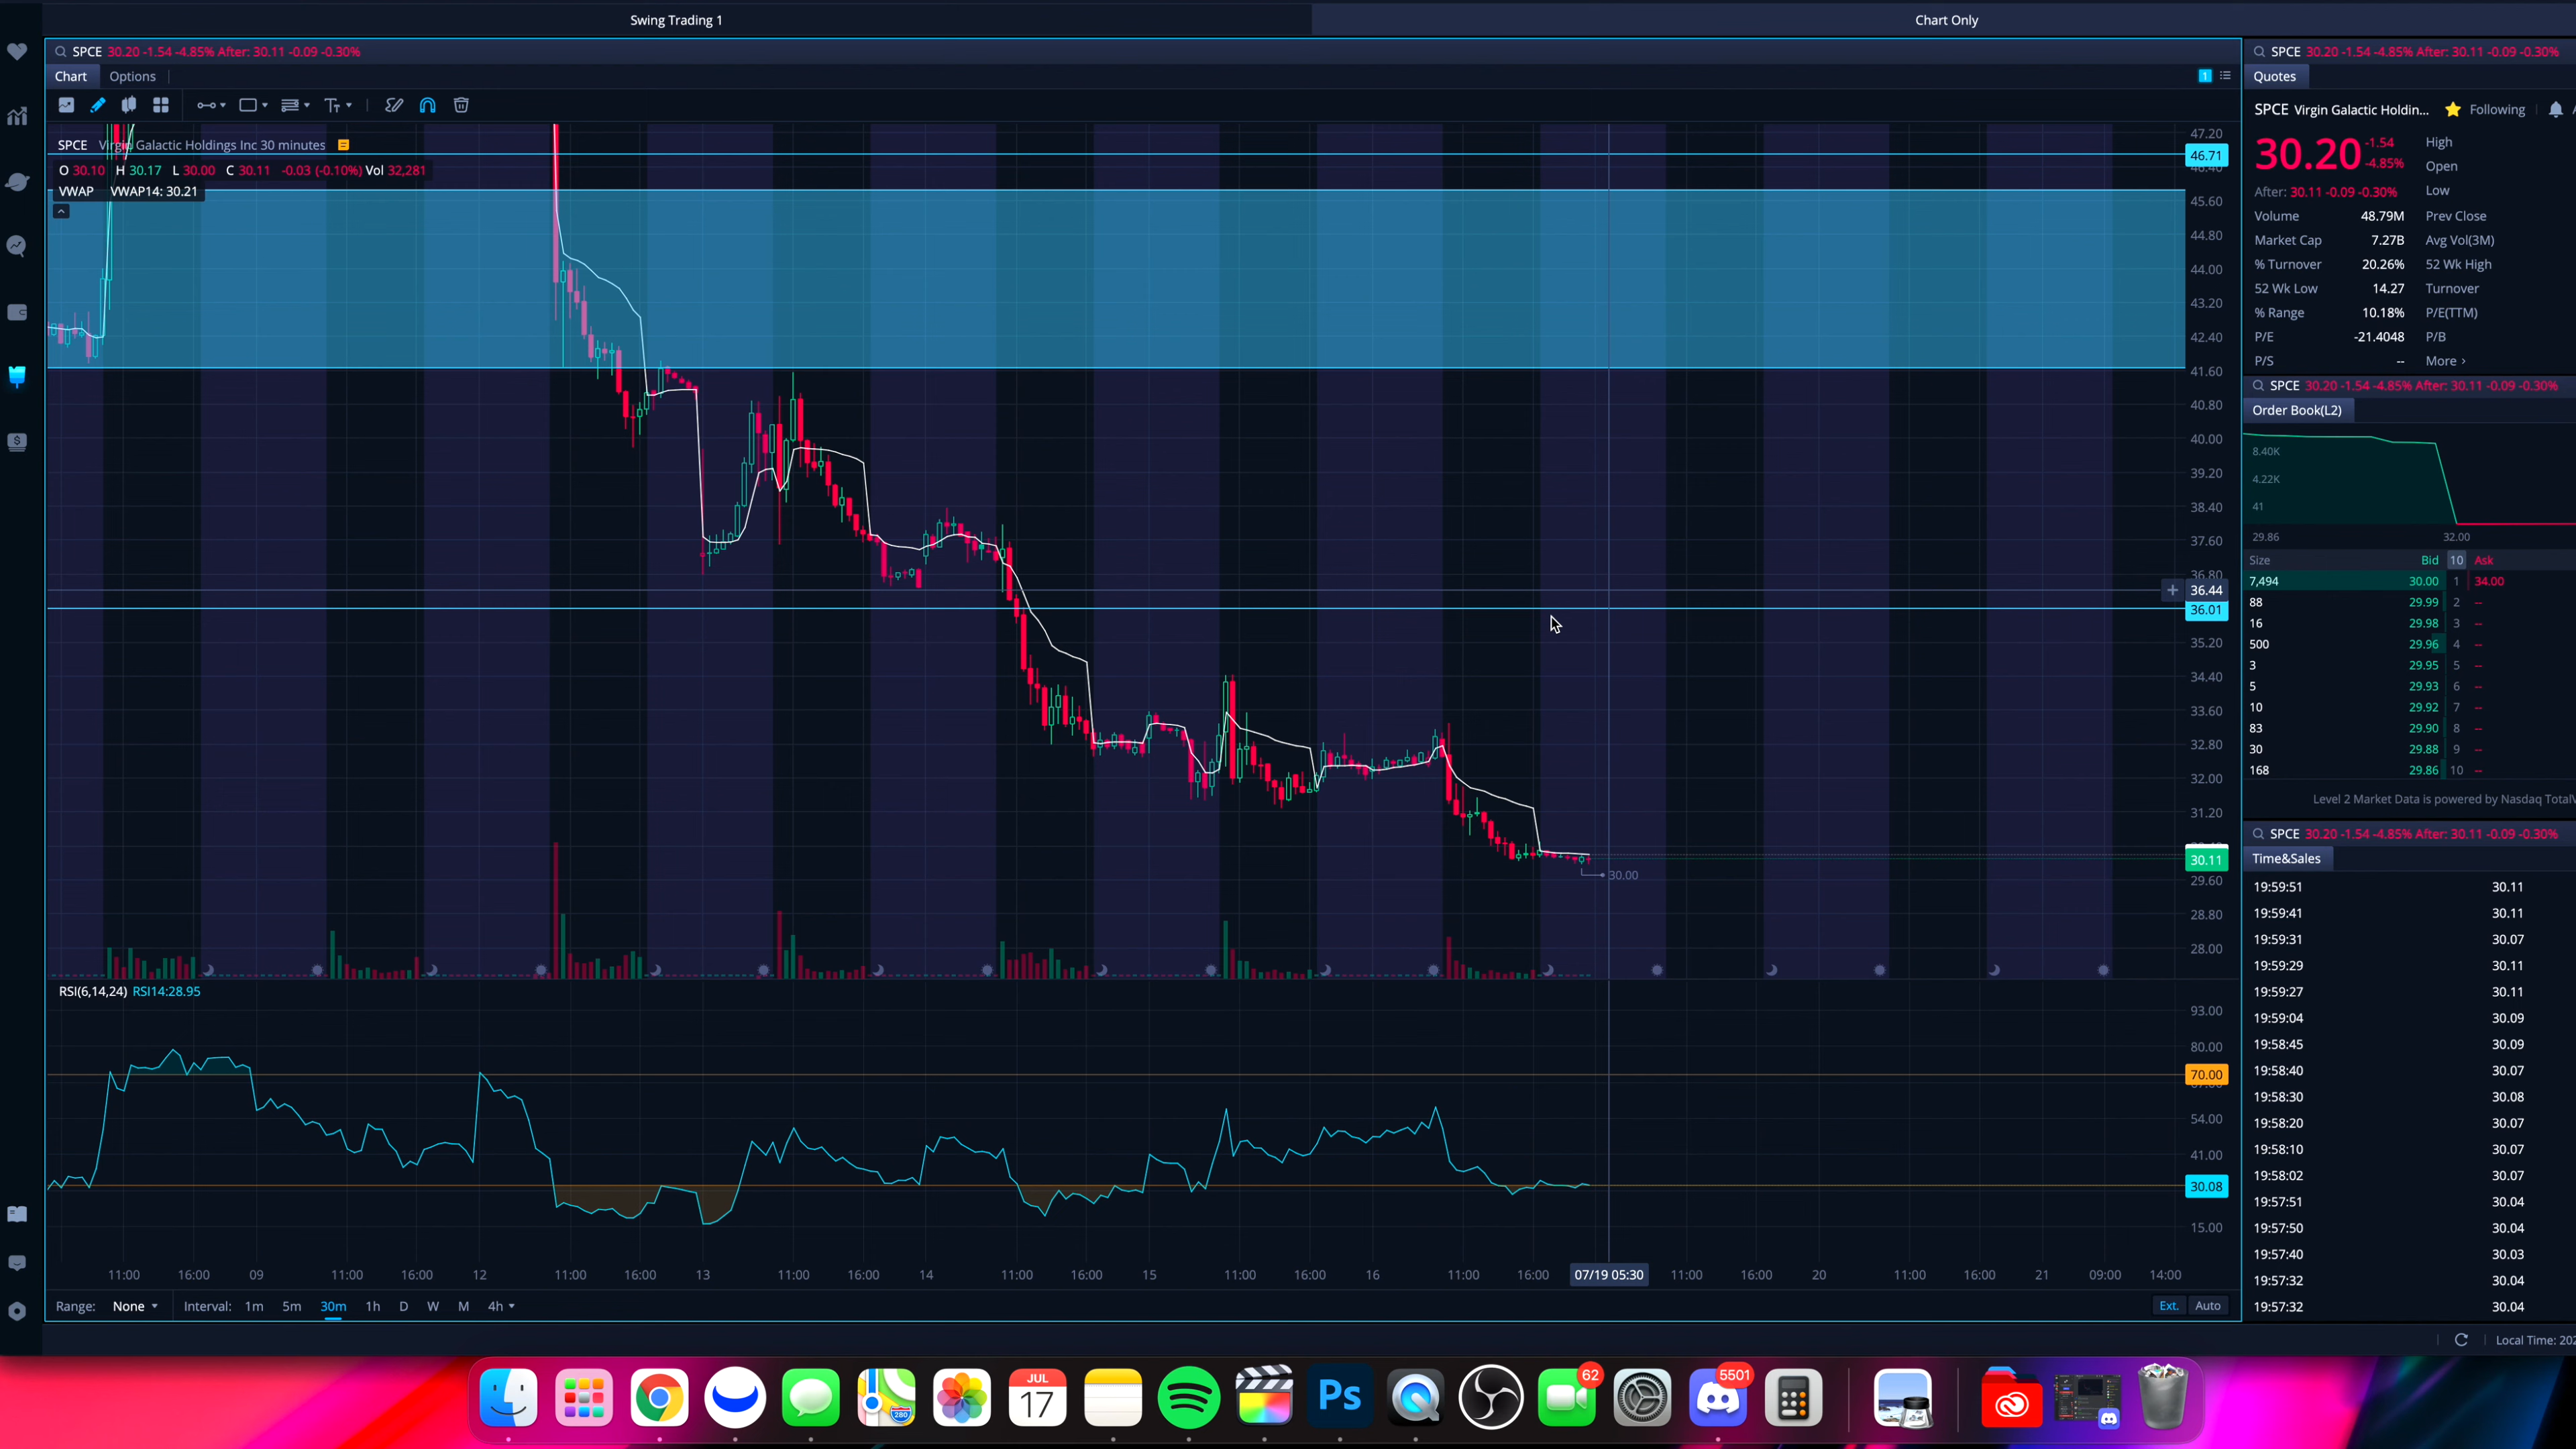 Swing Trading 1
Chart Only
SPCE 30.20 -1.54 -4.85% After: 30.11 -0.09 -0.30%
Chart Options
1
SPCE Virgin Galactic Holdings Inc 30 minutes
O 30.10 H 30.17 L 30.00 C 30.11 -0.03 (-0.10%) Vol 32,281
VWAP VWAP14: 30.21
47.20
46.71
45.60
44.80
44.00
43.20
42.40
41.60
40.80
40.00
39.20
38.40
37.60
36.80
36.44
36.01
35.20
34.40
33.60
32.80
32.00
31.20
30.11
30.00
29.60
28.80
28.00
RSI(6,14,24) RSI14:28.95
93.00
80.00
70.00
54.00
41.00
30.08
15.00
11:00 16:00 09 11:00 16:00 12 11:00 16:00 13 11:00 16:00 14 11:00 16:00 15 11:00 16:00 16 11:00 16:00 07/19 05:30 11:00 16:00 20 11:00 16:00 21 09:00 14:00
Range: None Interval: 1m 5m 30m 1h D W M 4h Ext. Auto
SPCE 30.20 -1.54 -4.85% After: 30.11 -0.09 -0.30%
Quotes
SPCE Virgin Galactic Holdin... Following
30.20 -1.54 -4.85%
After: 30.11 -0.09 -0.30%
High
Open
Low
Volume 48.79M Prev Close
Market Cap 7.27B Avg Vol(3M)
% Turnover 20.26% 52 Wk High
52 Wk Low 14.27 Turnover
% Range 10.18% P/E(TTM)
P/E -21.4048 P/B
P/S -- More ›
SPCE 30.20 -1.54 -4.85% After: 30.11 -0.09 -0.30%
Order Book(L2)
8.40K
4.22K
41
29.86 32.00
Size Bid 10 Ask
7,494 30.00 1 34.00
88 29.99 2 --
16 29.98 3 --
500 29.96 4 --
3 29.95 5 --
5 29.93 6 --
10 29.92 7 --
83 29.90 8 --
30 29.88 9 --
168 29.86 10 --
Level 2 Market Data is powered by Nasdaq
SPCE 30.20 -1.54 -4.85% After: 30.11 -0.09 -0.30%
Time&Sales
19:59:51 30.11
19:59:41 30.11
19:59:31 30.07
19:59:29 30.11
19:59:27 30.11
19:59:04 30.09
19:58:45 30.09
19:58:40 30.07
19:58:30 30.08
19:58:20 30.07
19:58:10 30.07
19:58:02 30.07
19:57:51 30.04
19:57:50 30.04
19:57:40 30.03
19:57:32 30.04
19:57:32 30.04
Local Time:
280
JUL
17
Ps
62
5501